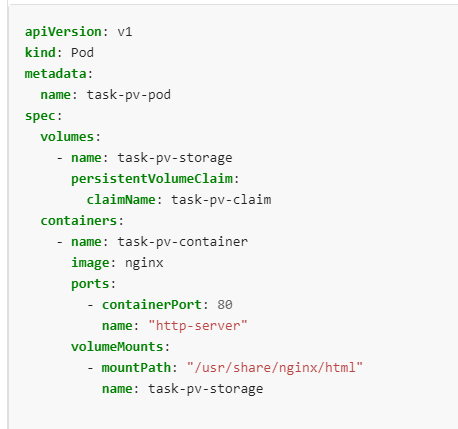 apiVersion: v1
kind: Pod
metadata:
  name: task-pv-pod
spec:
  volumes:
    - name: task-pv-storage
      persistentVolumeClaim:
        claimName: task-pv-claim
  containers:
    - name: task-pv-container
      image: nginx
      ports:
        - containerPort: 80
          name: "http-server"
      volumeMounts:
        - mountPath: "/usr/share/nginx/html"
          name: task-pv-storage